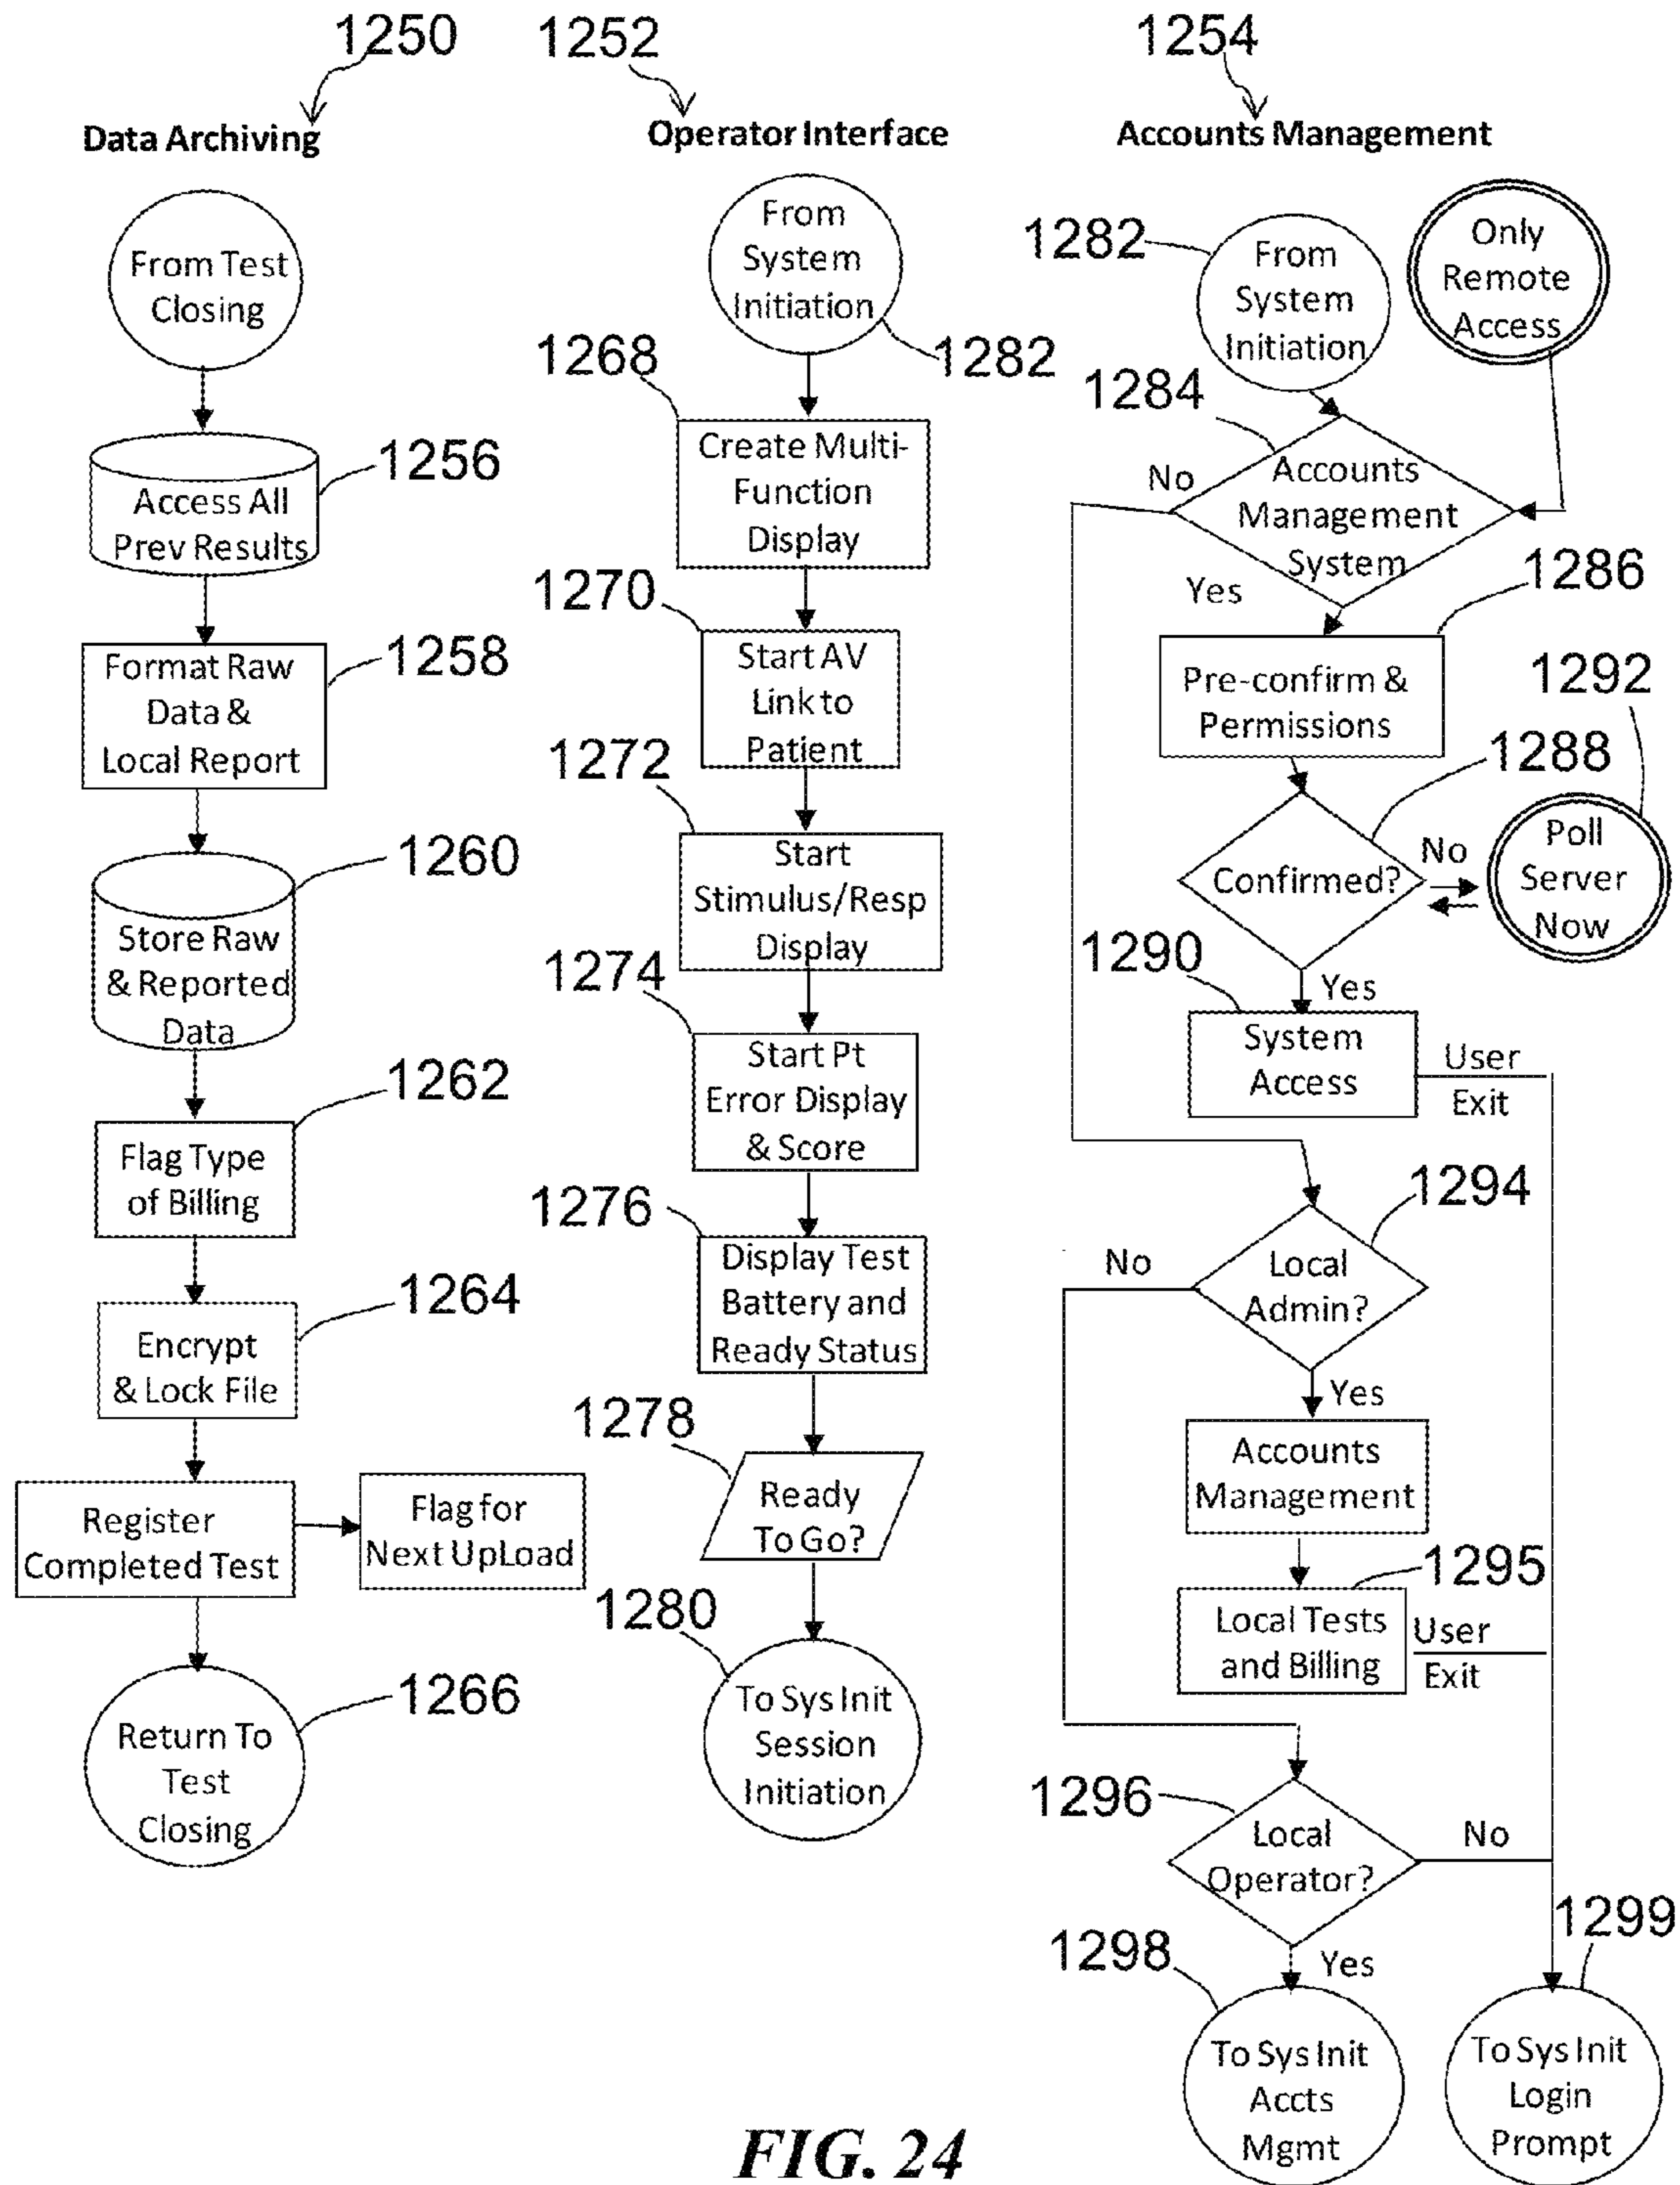 1250
1252
1254
Data Archiving
Operator Interface
Accounts Management
From Test
Closing
1256
Access All
Prev Results
1258
Format Raw
Data &
Local Report
1260
Store Raw
& Reported
Data
1262
Flag Type
of Billing
1264
Encrypt
& Lock File
Register
Completed Test
Flag for
Next UpLoad
1266
Return To
Test
Closing
From
System
Initiation
1282
1268
Create Multi-
Function
Display
1270
Start AV
Link to
Patient
1272
Start
Stimulus/Resp
Display
1274
Start Pt
Error Display
& Score
1276
Display Test
Battery and
Ready Status
1278
Ready
To Go?
1280
To Sys Init
Session
Initiation
1282
From
System
Initiation
Only
Remote
Access
1284
No
Accounts
Management
System
Yes
1286
Pre-confirm &
Permissions
1292
1288
Confirmed?
No
Poll
Server
Now
1290
Yes
System
Access
User
Exit
1294
No
Local
Admin?
Yes
Accounts
Management
1295
Local Tests
and Billing
User
Exit
1296
Local
Operator?
No
1298
Yes
1299
To Sys Init
Accts
Mgmt
To Sys Init
Login
Prompt
FIG. 24